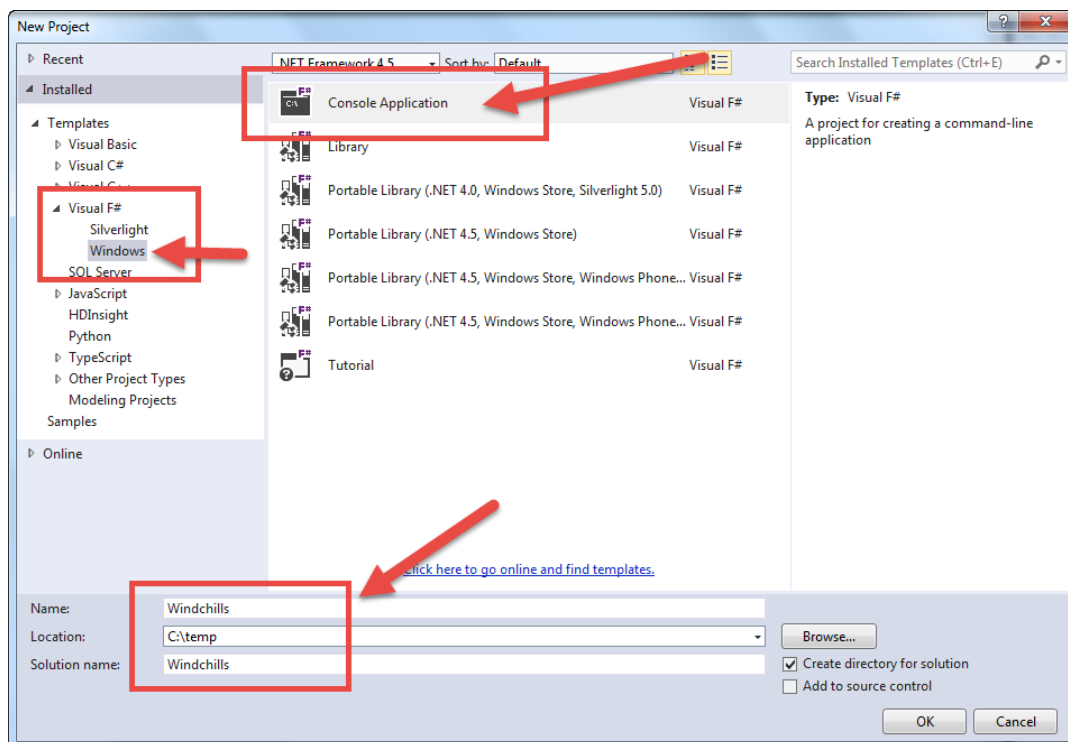 New Project
Recent
Installed
Templates
Visual Basic
Visual C#
Visual C++
Visual F#
Silverlight
Windows
SQL Server
JavaScript
HDInsight
Python
TypeScript
Other Project Types
Modeling Projects
Samples
Online
.NET Framework 4.5 Sort by: Default
Console Application Visual F#
Library Visual F#
Portable Library (.NET 4.0, Windows Store, Silverlight 5.0) Visual F#
Portable Library (.NET 4.5, Windows Store) Visual F#
Portable Library (.NET 4.5, Windows Store, Windows Phone... Visual F#
Portable Library (.NET 4.5, Windows Store, Windows Phone... Visual F#
Tutorial Visual F#
Click here to go online and find templates.
Search Installed Templates (Ctrl+E)
Type: Visual F#
A project for creating a command-line
application
Name: Windchills
Location: C:\temp
Browse...
Solution name: Windchills
Create directory for solution
Add to source control
OK Cancel